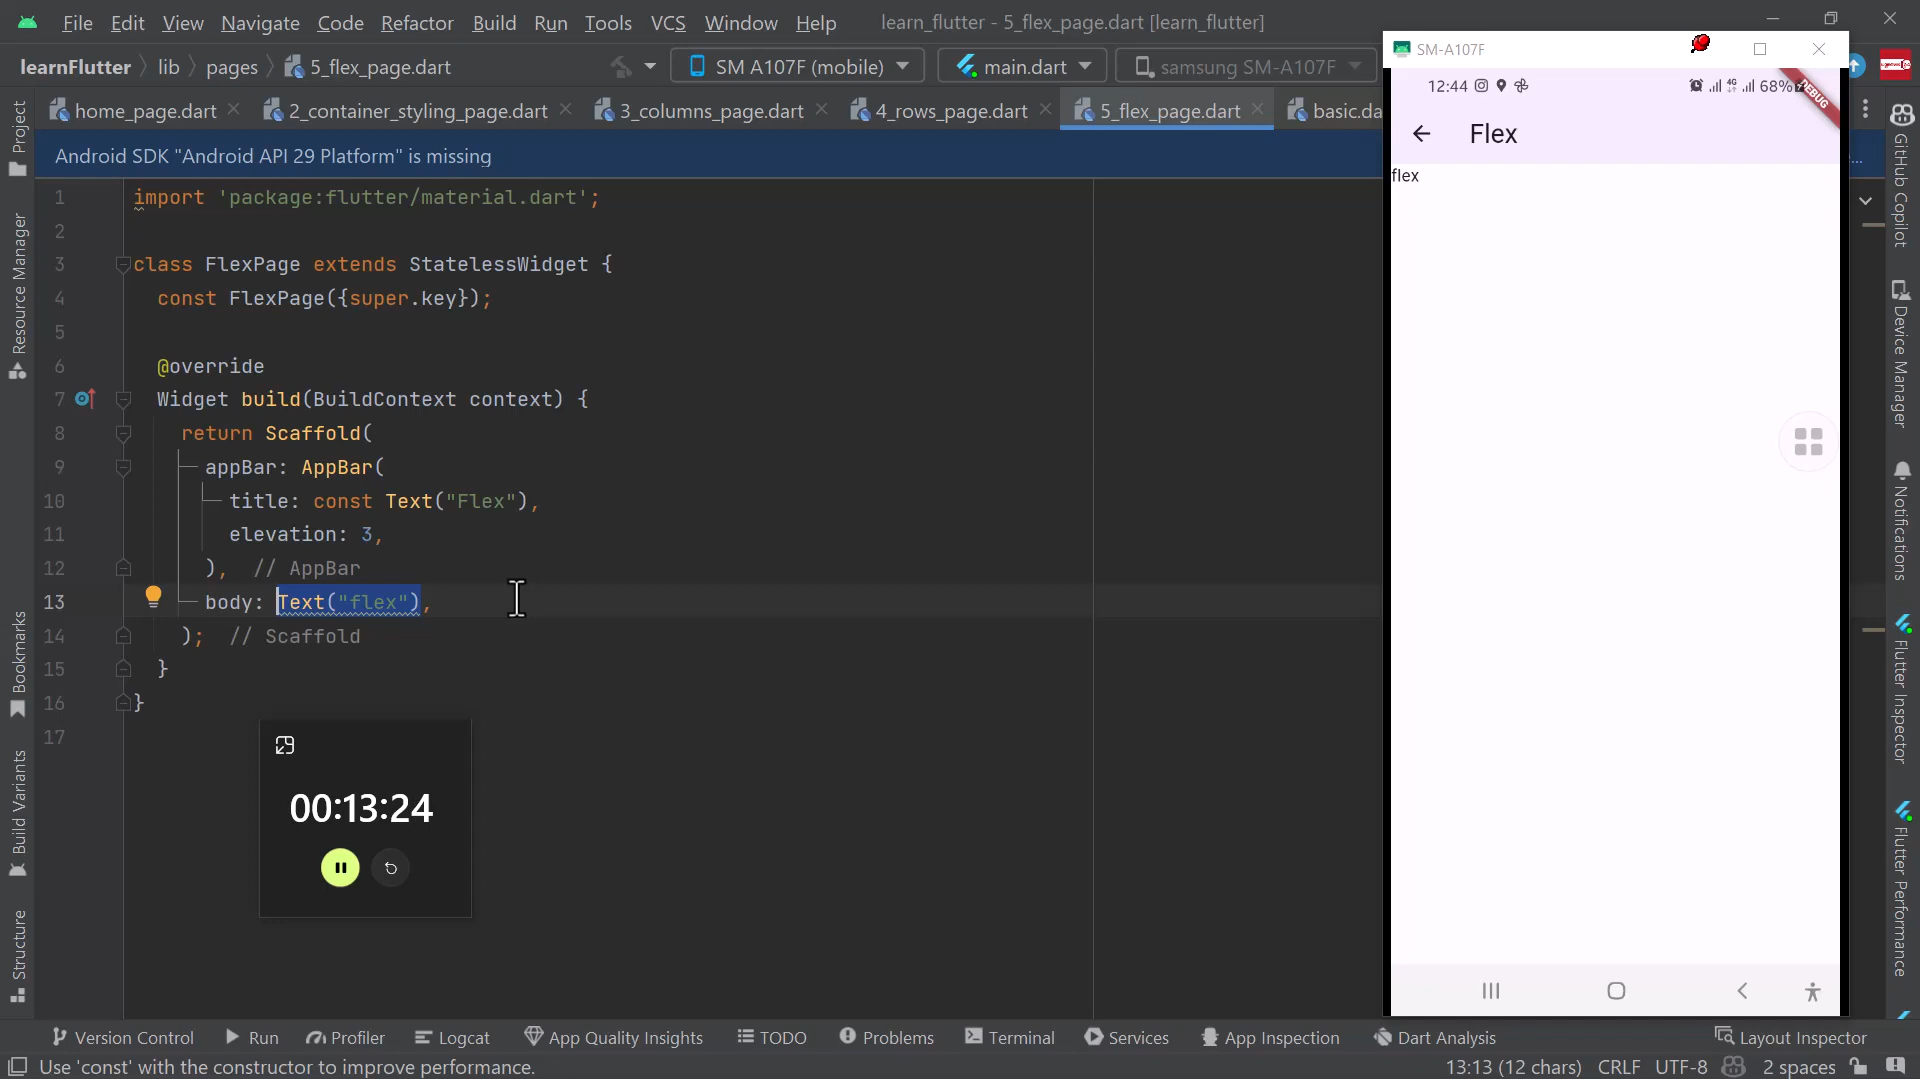 File Edit View Navigate Code Refactor Build Run Tools VCS Window Help learn_flutter - 5_flex_page.dart [learn_flutter]
learnFlutter lib pages 5_flex_page.dart SM A107F (mobile) main.dart samsung SM-A107F
home_page.dart 2_container_styling_page.dart 3_columns_page.dart 4_rows_page.dart 5_flex_page.dart basic.da
Android SDK "Android API 29 Platform" is missing
1 import 'package:flutter/material.dart';
2
3 class FlexPage extends StatelessWidget {
4 const FlexPage({super.key});
5
6 @override
7 Widget build(BuildContext context) {
8 return Scaffold(
9 appBar: AppBar(
10 title: const Text("Flex"),
11 elevation: 3,
12 ), // AppBar
13 body: Text("flex"),
14 ); // Scaffold
15 }
16 }
17
00:13:24
SM-A107F
12:44 4G 68%
DEBUG
Flex
flex
Project
Resource Manager
Bookmarks
Build Variants
Structure
GitHub Copilot
Device Manager
Notifications
Flutter Inspector
Flutter Performance
Version Control Run Profiler Logcat App Quality Insights TODO Problems Terminal Services App Inspection Dart Analysis Layout Inspector
Use 'const' with the constructor to improve performance. 13:13 (12 chars) CRLF UTF-8 2 spaces